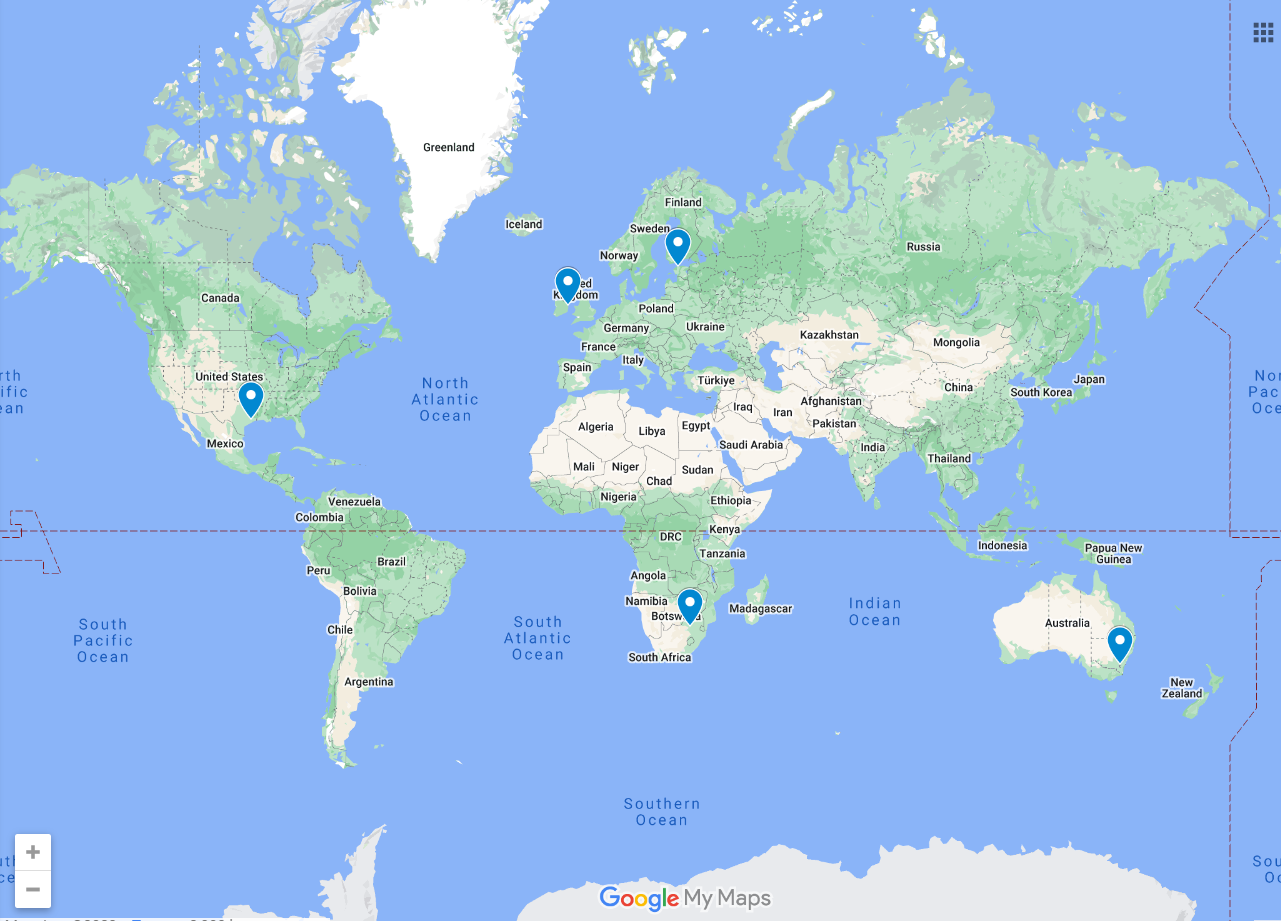 Greenland
Finland
Iceland
Sweden
Norway
Russia
Canada
Kingdom
Poland
Germany
Ukraine
Kazakhstan
Mongolia
France
Italy
Spain
United States
Türkiye
Japan
China
South Korea
North
Atlantic
Ocean
Afghanistan
Iraq
Iran
Pakistan
Algeria
Libya
Egypt
Saudi Arabia
India
Mexico
Thailand
Mali
Niger
Sudan
Chad
Nigeria
Ethiopia
Venezuela
Colombia
Kenya
DRC
Indonesia
Papua New
Guinea
Tanzania
Brazil
Peru
Angola
Bolivia
Namibia
Botswana
Madagascar
Indian
Ocean
Australia
South
Pacific
Ocean
South
Atlantic
Ocean
Chile
South Africa
Argentina
New
Zealand
Southern
Ocean
Google My Maps